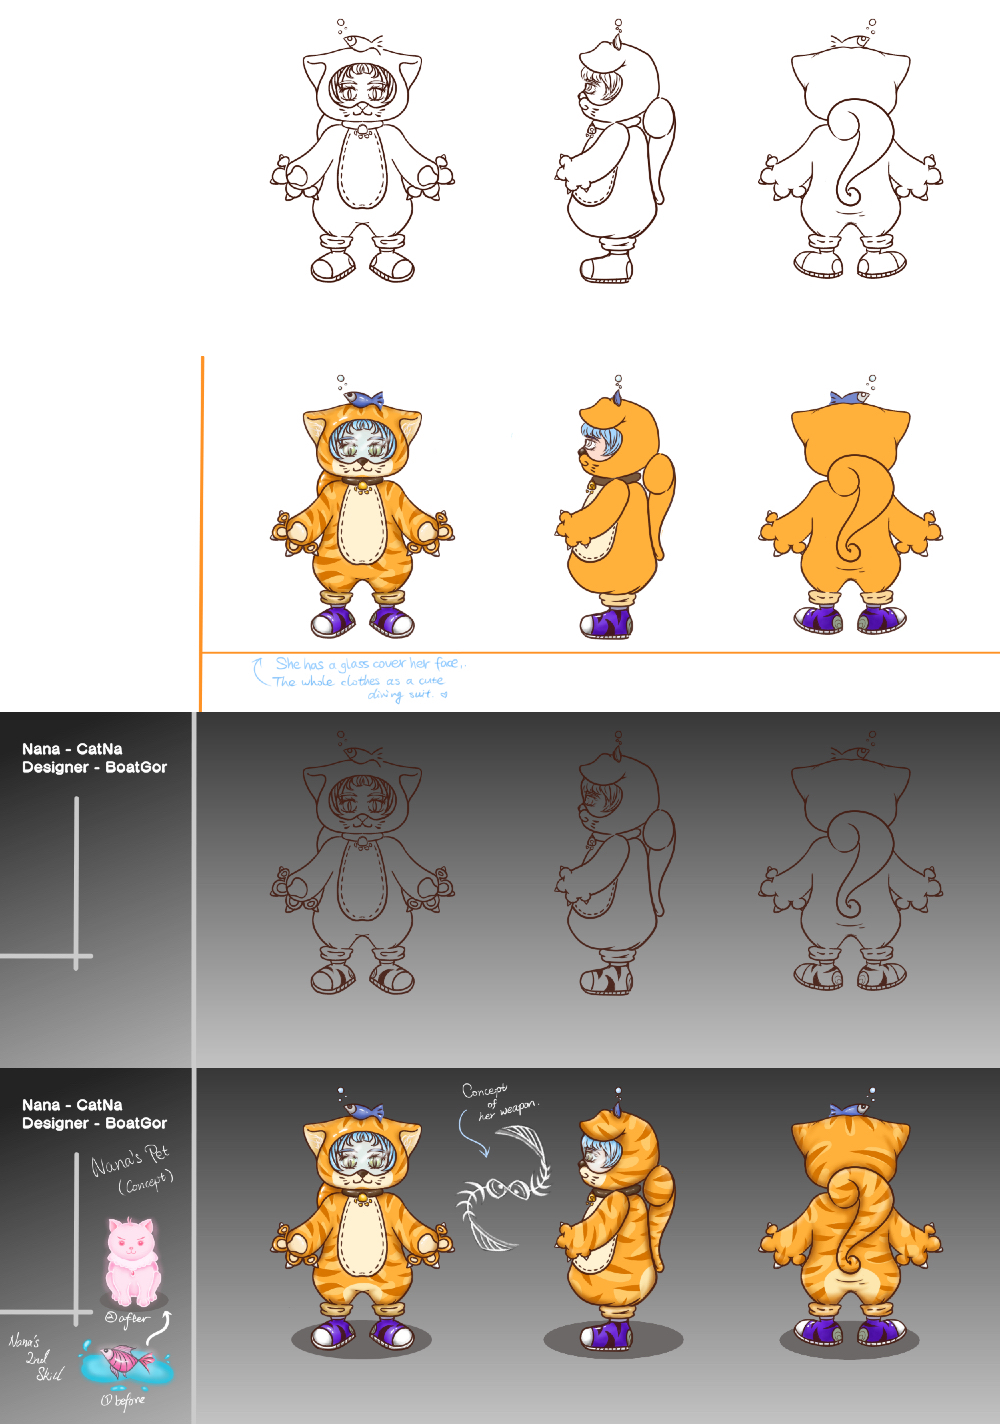 She has a glass cover her face..
The whole clothes as a cute
diving suit.
Nana - CatNa
Designer - BoatGor
Nana - CatNa
Designer - BoatGor
Nana's Pet
(Concept)
Concept
of
her weapon.
② after
Nana's
2nd
Skill
① before